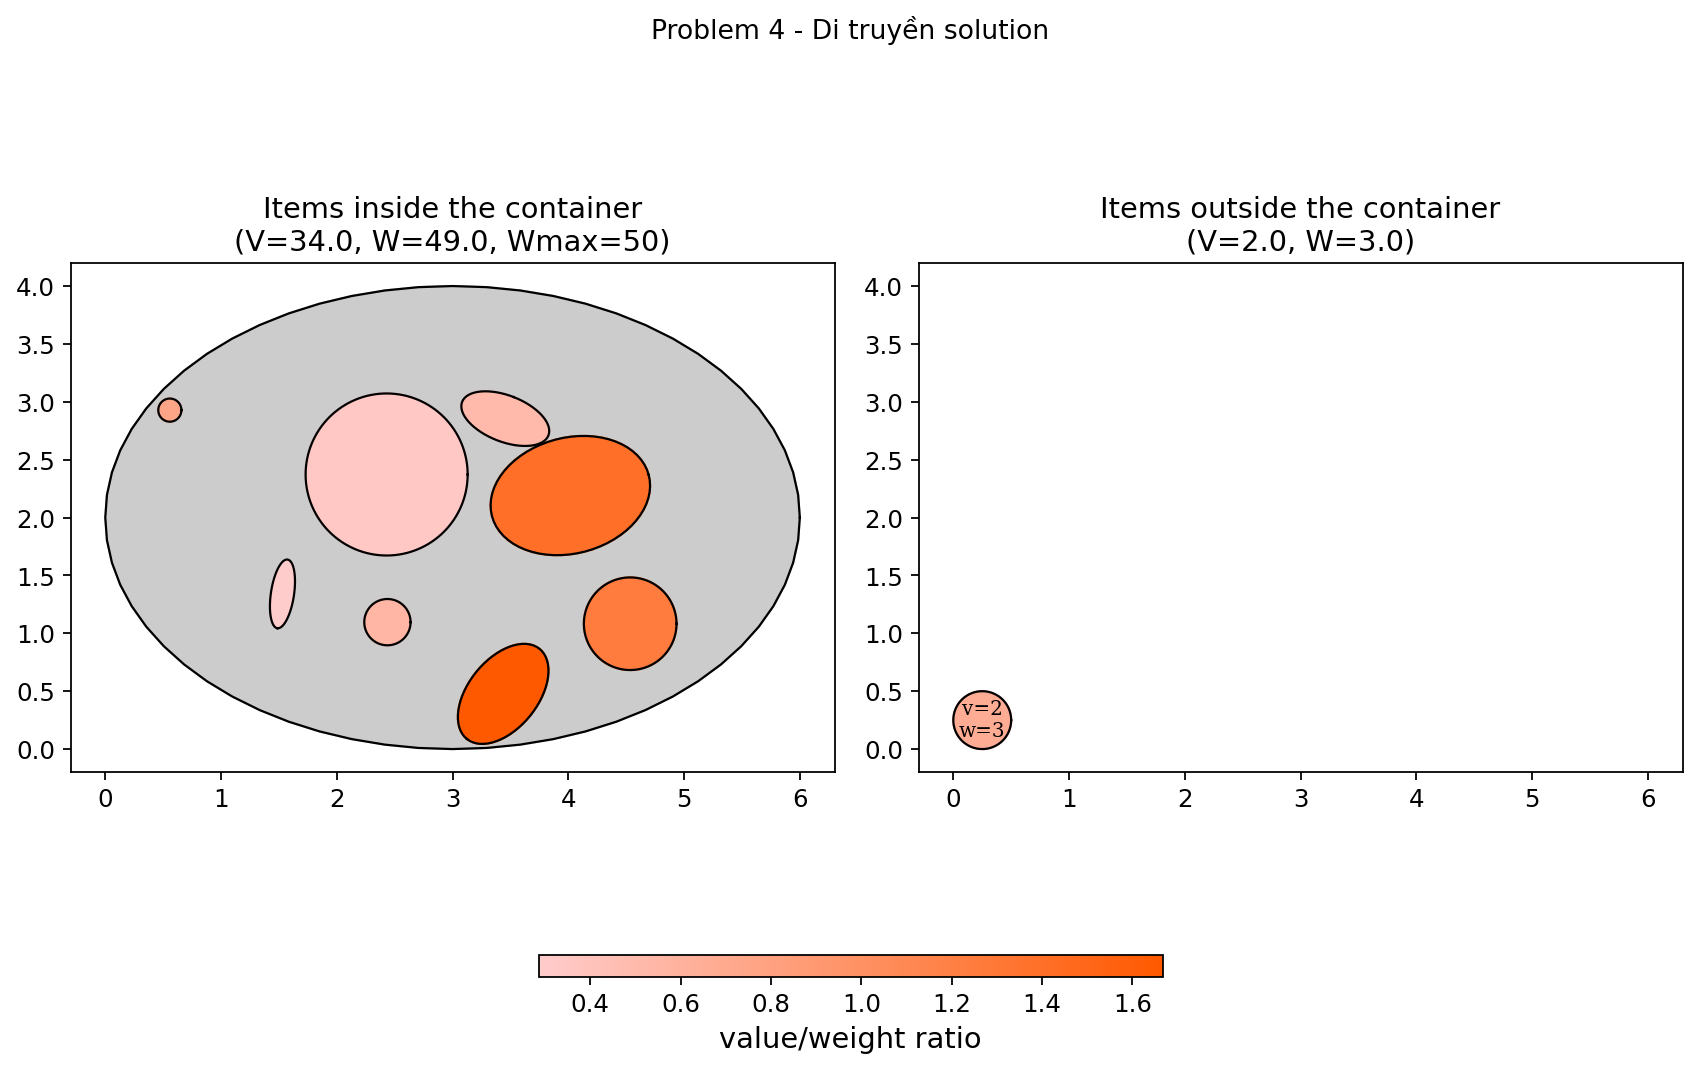 Problem 4 - Di truyền solution
Items inside the container
(V=34.0, W=49.0, Wmax=50)
4.0
3.5
3.0
2.5
2.0
1.5
1.0
0.5
0.0
0 1 2 3 4 5 6
Items outside the container
(V=2.0, W=3.0)
4.0
3.5
3.0
2.5
2.0
1.5
1.0
0.5
0.0
v=2
w=3
0 1 2 3 4 5 6
0.4 0.6 0.8 1.0 1.2 1.4 1.6
value/weight ratio